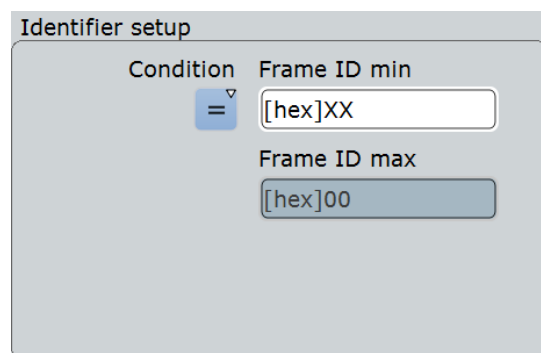 Identifier setup
Condition Frame ID min
= [hex]XX
Frame ID max
[hex]00